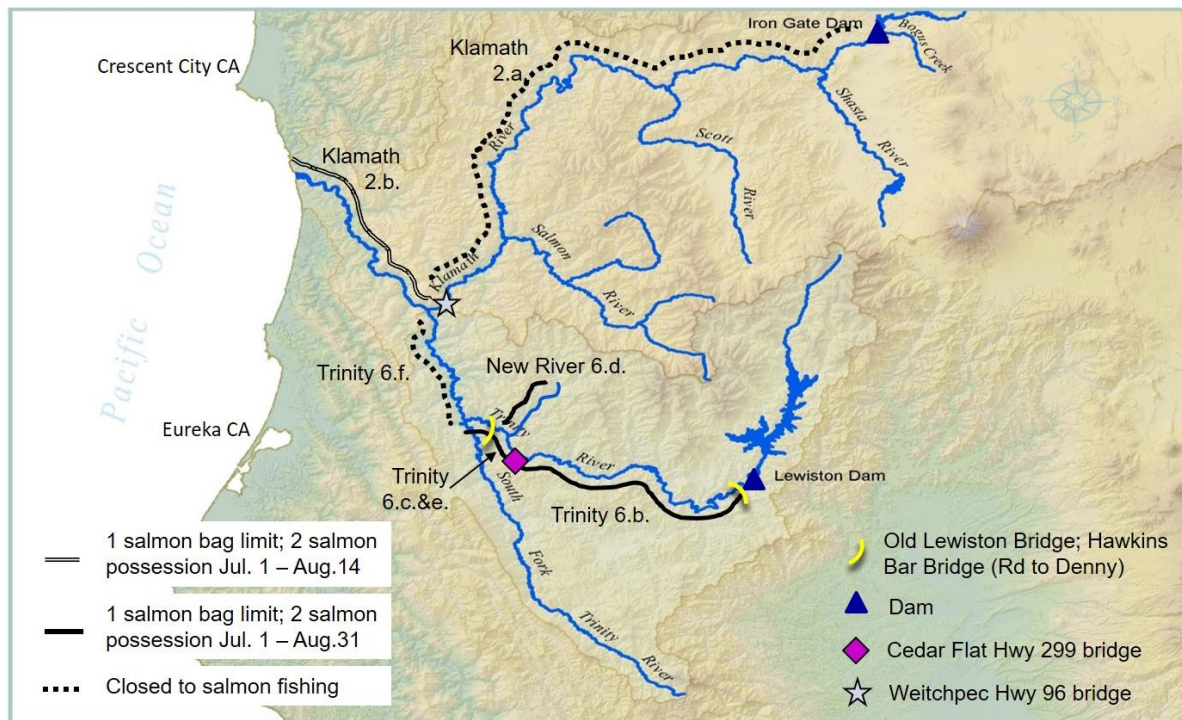 Iron Gate Dam
Bogus Creek
Crescent City CA
Klamath
2.a.
Shasta
River
River
Scott
River
Klamath
2.b.
Pacific Ocean
Salmon
River
Klamath
Trinity 6.f.
New River 6.d.
Trinity
River
Eureka CA
Trinity
6.c.&e.
South
Fork
Trinity
River
Trinity 6.b.
Lewiston Dam
1 salmon bag limit; 2 salmon
possession Jul. 1 – Aug.14
1 salmon bag limit; 2 salmon
possession Jul. 1 – Aug.31
Closed to salmon fishing
Old Lewiston Bridge; Hawkins
Bar Bridge (Rd to Denny)
Dam
Cedar Flat Hwy 299 bridge
Weitchpec Hwy 96 bridge